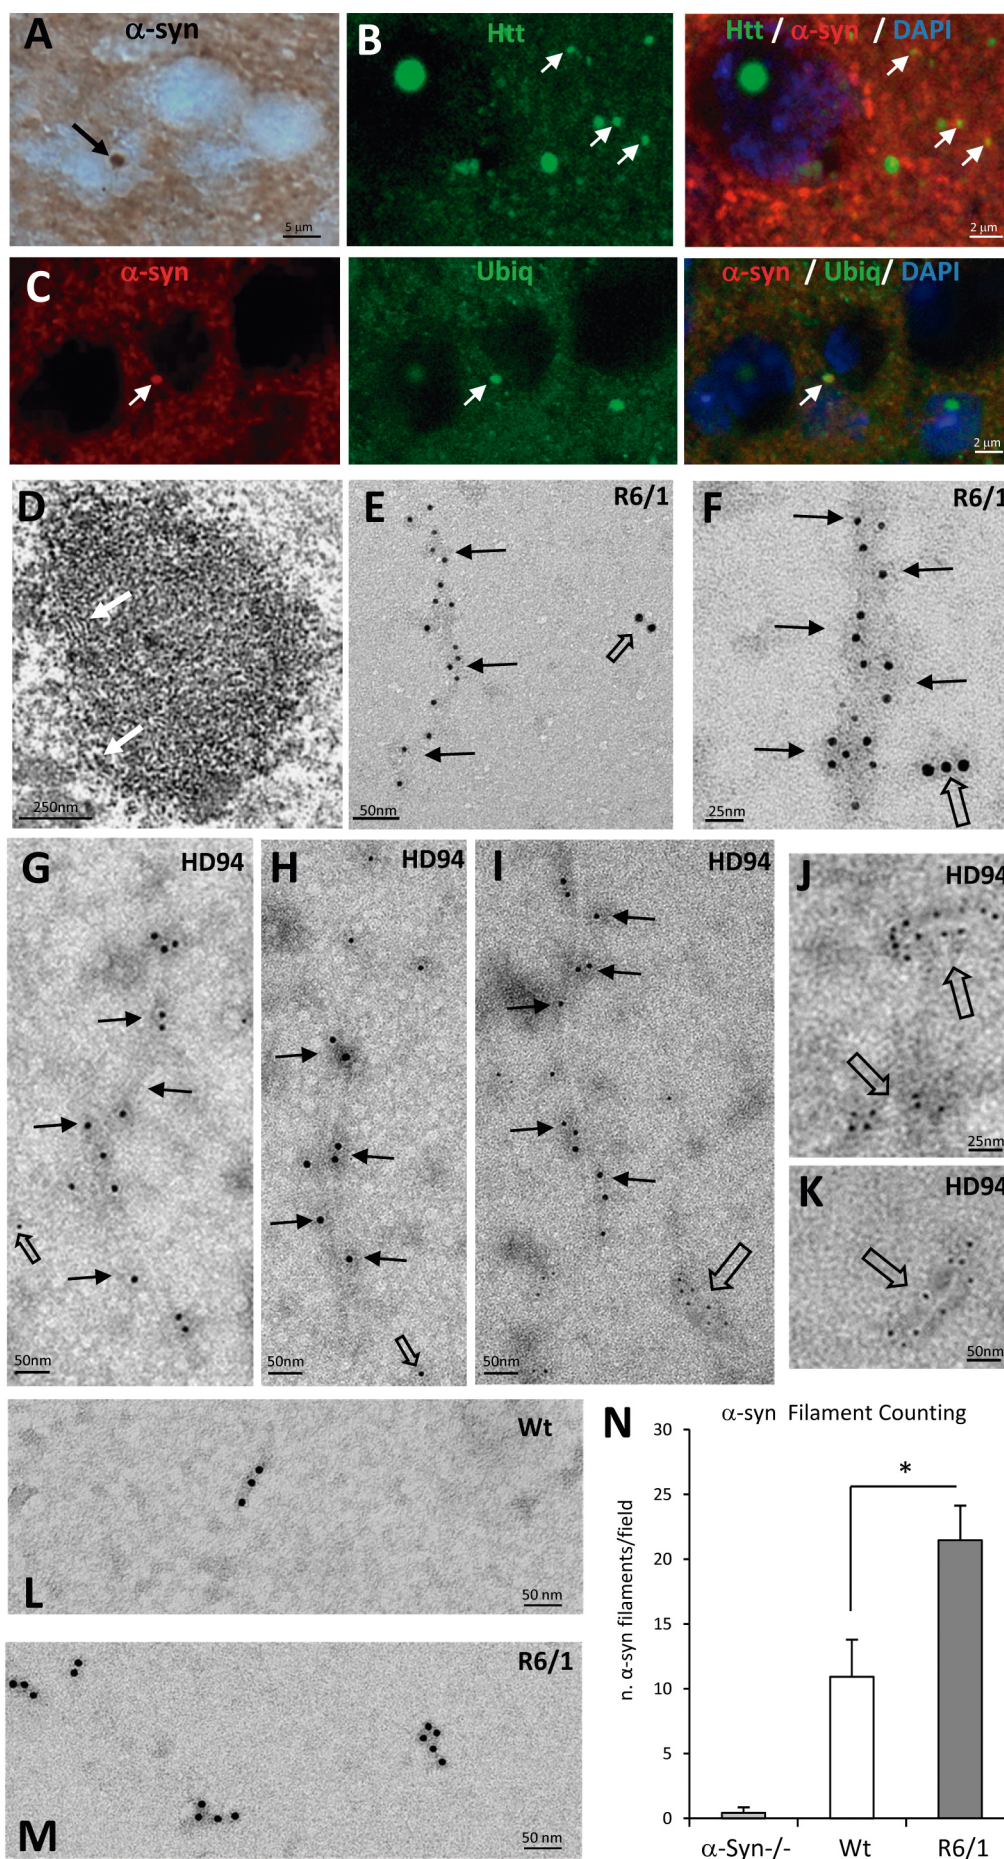 A
α-syn
5 µm
B
Htt
Htt / α-syn / DAPI
2 µm
C
α-syn
Ubiq
α-syn / Ubiq/ DAPI
2 µm
D
250nm
E
R6/1
50nm
F
R6/1
25nm
G
HD94
50nm
H
HD94
50nm
I
HD94
50nm
J
HD94
25nm
K
HD94
50nm
L
Wt
50 nm
M
R6/1
50 nm
N
α-syn Filament Counting
n. α-syn filaments/field
30
25
20
15
10
5
0
*
α-Syn-/-
Wt
R6/1